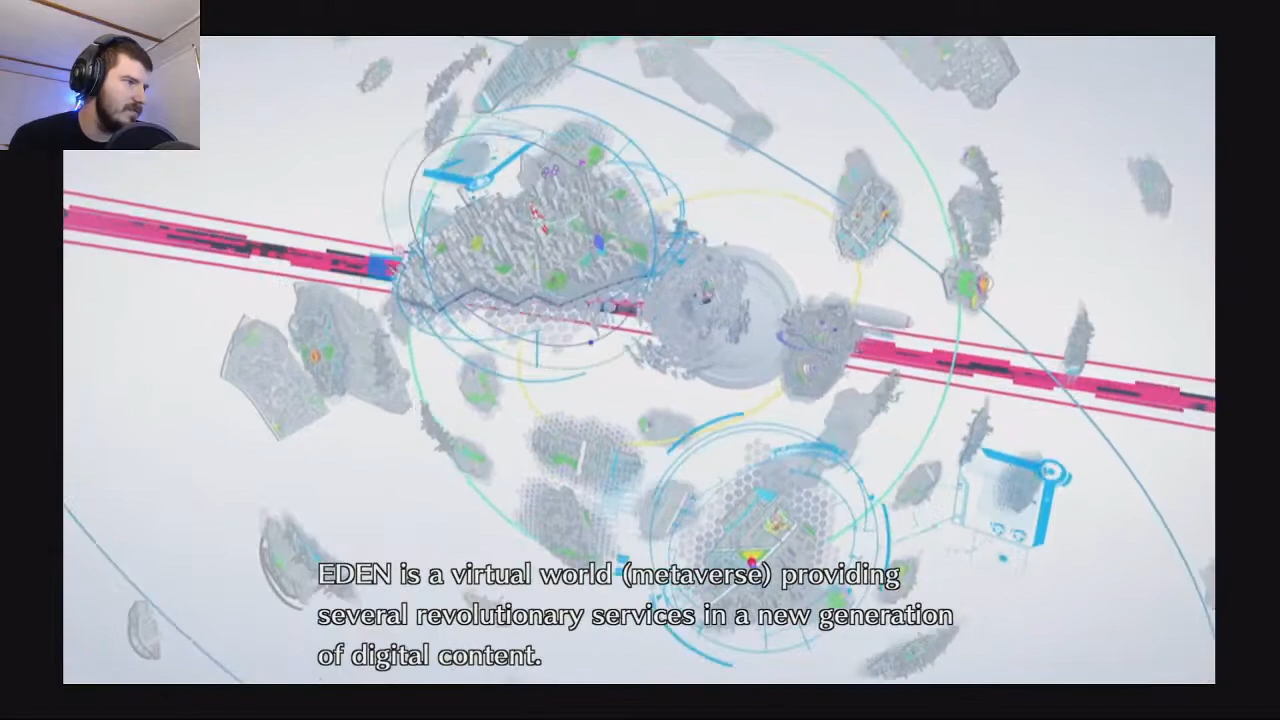 EDEN is a virtual world (metaverse) providing
several revolutionary services in a new generation
of digital content.